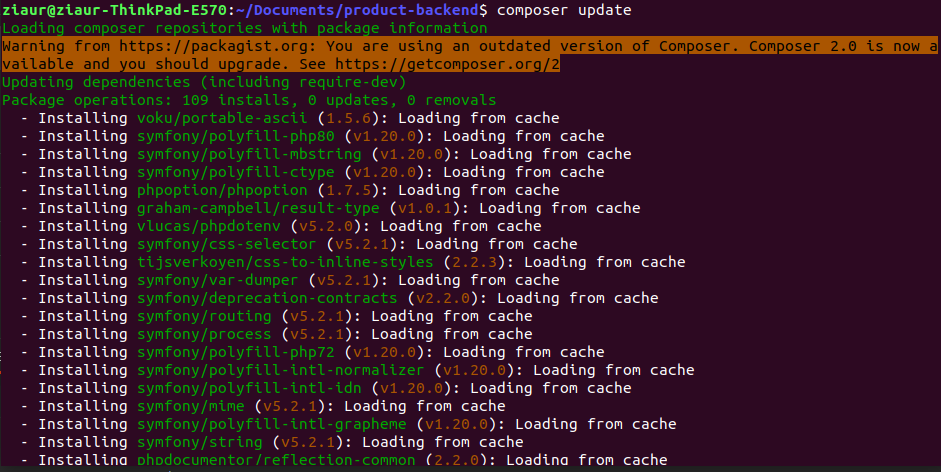 ziaur@ziaur-ThinkPad-E570:~/Documents/product-backend$ composer update
Loading composer repositories with package information
Warning from https://packagist.org: You are using an outdated version of Composer. Composer 2.0 is now a
vailable and you should upgrade. See https://getcomposer.org/2
Updating dependencies (including require-dev)
Package operations: 109 installs, 0 updates, 0 removals
  - Installing voku/portable-ascii (1.5.6): Loading from cache
  - Installing symfony/polyfill-php80 (v1.20.0): Loading from cache
  - Installing symfony/polyfill-mbstring (v1.20.0): Loading from cache
  - Installing symfony/polyfill-ctype (v1.20.0): Loading from cache
  - Installing phpoption/phpoption (1.7.5): Loading from cache
  - Installing graham-campbell/result-type (v1.0.1): Loading from cache
  - Installing vlucas/phpdotenv (v5.2.0): Loading from cache
  - Installing symfony/css-selector (v5.2.1): Loading from cache
  - Installing tijsverkoyen/css-to-inline-styles (2.2.3): Loading from cache
  - Installing symfony/var-dumper (v5.2.1): Loading from cache
  - Installing symfony/deprecation-contracts (v2.2.0): Loading from cache
  - Installing symfony/routing (v5.2.1): Loading from cache
  - Installing symfony/process (v5.2.1): Loading from cache
  - Installing symfony/polyfill-php72 (v1.20.0): Loading from cache
  - Installing symfony/polyfill-intl-normalizer (v1.20.0): Loading from cache
  - Installing symfony/polyfill-intl-idn (v1.20.0): Loading from cache
  - Installing symfony/mime (v5.2.1): Loading from cache
  - Installing symfony/polyfill-intl-grapheme (v1.20.0): Loading from cache
  - Installing symfony/string (v5.2.1): Loading from cache
  - Installing phpdocumentor/reflection-common (2.2.0): Loading from cache